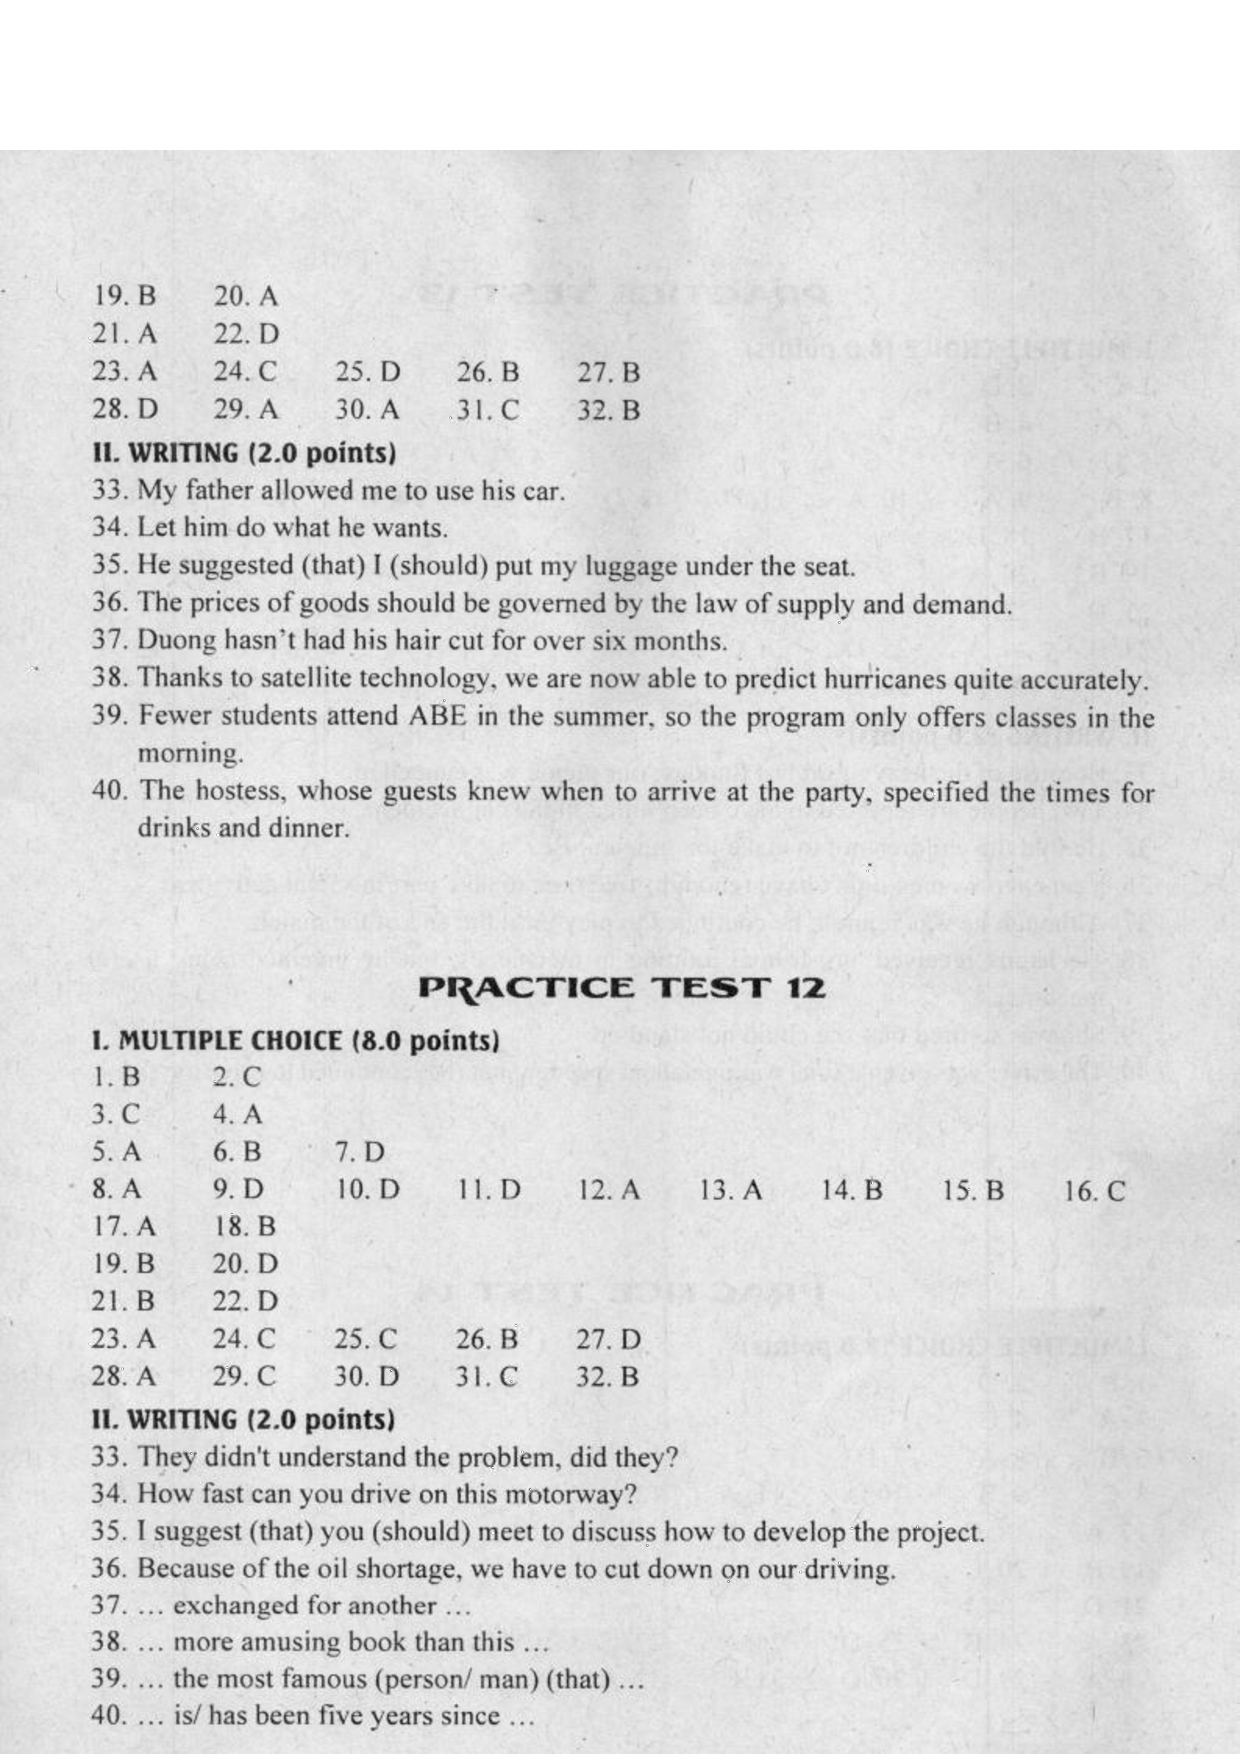 19. B 20. A
21. A 22. D
23. A 24. C 25. D 26. B 27. B
28. D 29. A 30. A 31. C 32. B
II. WRITING (2.0 points)
33. My father allowed me to use his car.
34. Let him do what he wants.
35. He suggested (that) I (should) put my luggage under the seat.
36. The prices of goods should be governed by the law of supply and demand.
37. Duong hasn't had his hair cut for over six months.
38. Thanks to satellite technology, we are now able to predict hurricanes quite accurately.
39. Fewer students attend ABE in the summer, so the program only offers classes in the
morning.
40. The hostess, whose guests knew when to arrive at the party, specified the times for
drinks and dinner.
PRACTICE TEST 12
I. MULTIPLE CHOICE (8.0 points)
1. B 2. C
3. C 4. A
5. A 6. B 7. D
8. A 9. D 10. D 11. D 12. A 13. A 14. B 15. B 16. C
17. A 18. B
19. B 20. D
21. B 22. D
23. A 24. C 25. C 26. B 27. D
28. A 29. C 30. D 31. C 32. B
II. WRITING (2.0 points)
33. They didn't understand the problem, did they?
34. How fast can you drive on this motorway?
35. I suggest (that) you (should) meet to discuss how to develop the project.
36. Because of the oil shortage, we have to cut down on our driving.
37. ... exchanged for another ...
38. ... more amusing book than this ...
39. ... the most famous (person/ man) (that) ...
40. ... is/ has been five years since ...